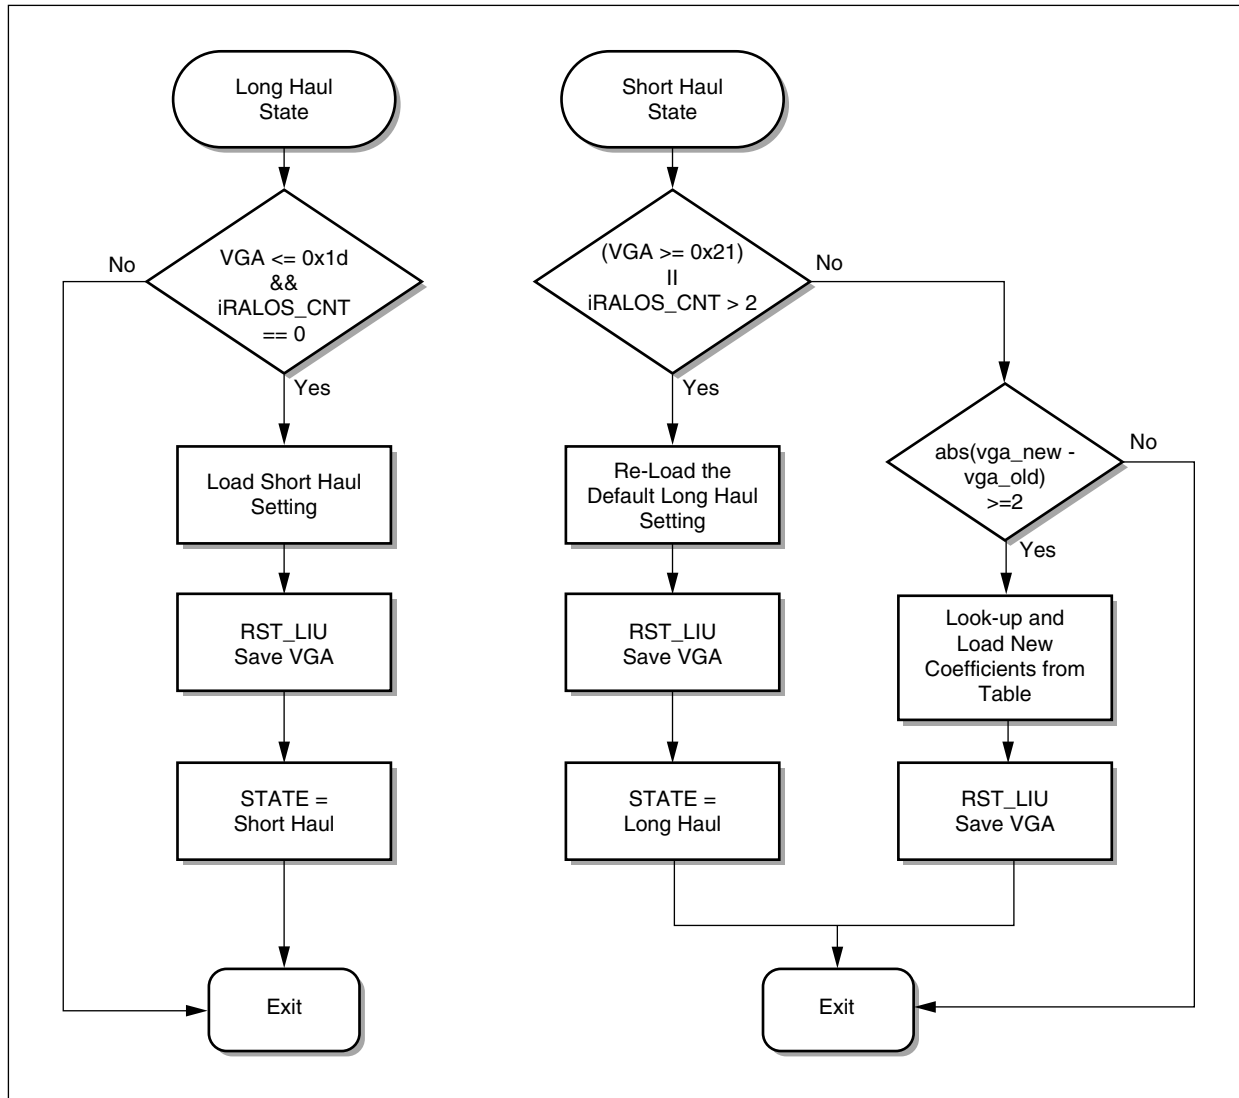 Long Haul
State
VGA <= 0x1d
&&
iRALOS_CNT
== 0
No
Yes
Load Short Haul
Setting
RST_LIU
Save VGA
STATE =
Short Haul
Exit
Short Haul
State
(VGA >= 0x21)
II
iRALOS_CNT > 2
No
Yes
Re-Load the
Default Long Haul
Setting
RST_LIU
Save VGA
STATE =
Long Haul
abs(vga_new -
vga_old)
>=2
No
Yes
Look-up and
Load New
Coefficients from
Table
RST_LIU
Save VGA
Exit